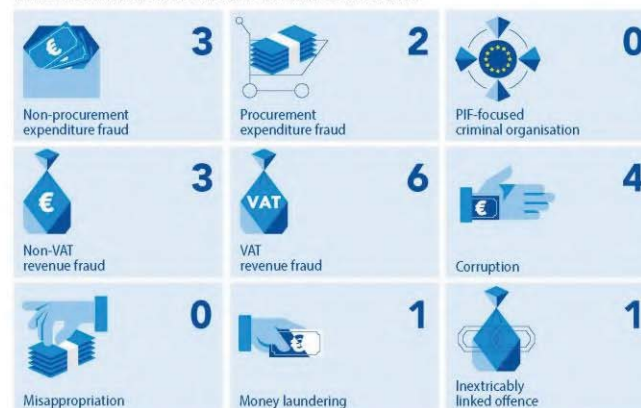 3
Non-procurement
expenditure fraud
2
Procurement
expenditure fraud
0
PIF-focused
criminal organisation
€
3
Non-VAT
revenue fraud
VAT
6
VAT
revenue fraud
€
4
Corruption
0
Misappropriation
€
1
Money laundering
1
Inextricably
linked offence